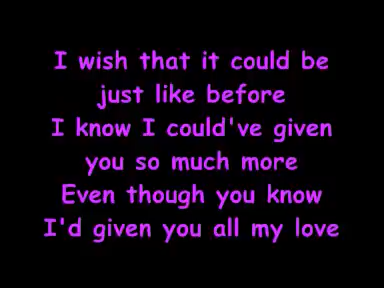 I wish that it could be
just like before
I know I could've given
you so much more
Even though you know
I'd given you all my love